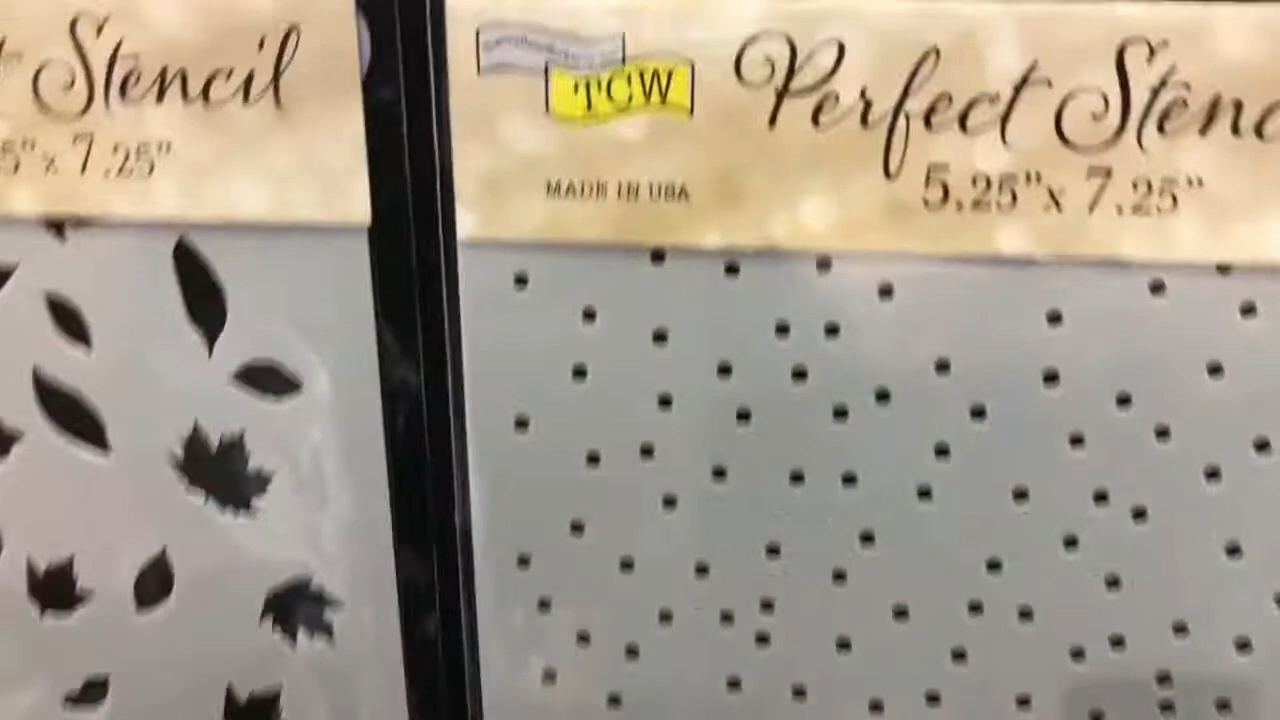 Stencil
5"x 7.25"
TCW
MADE IN USA
Perfect Stenc
5.25"x 7.25"